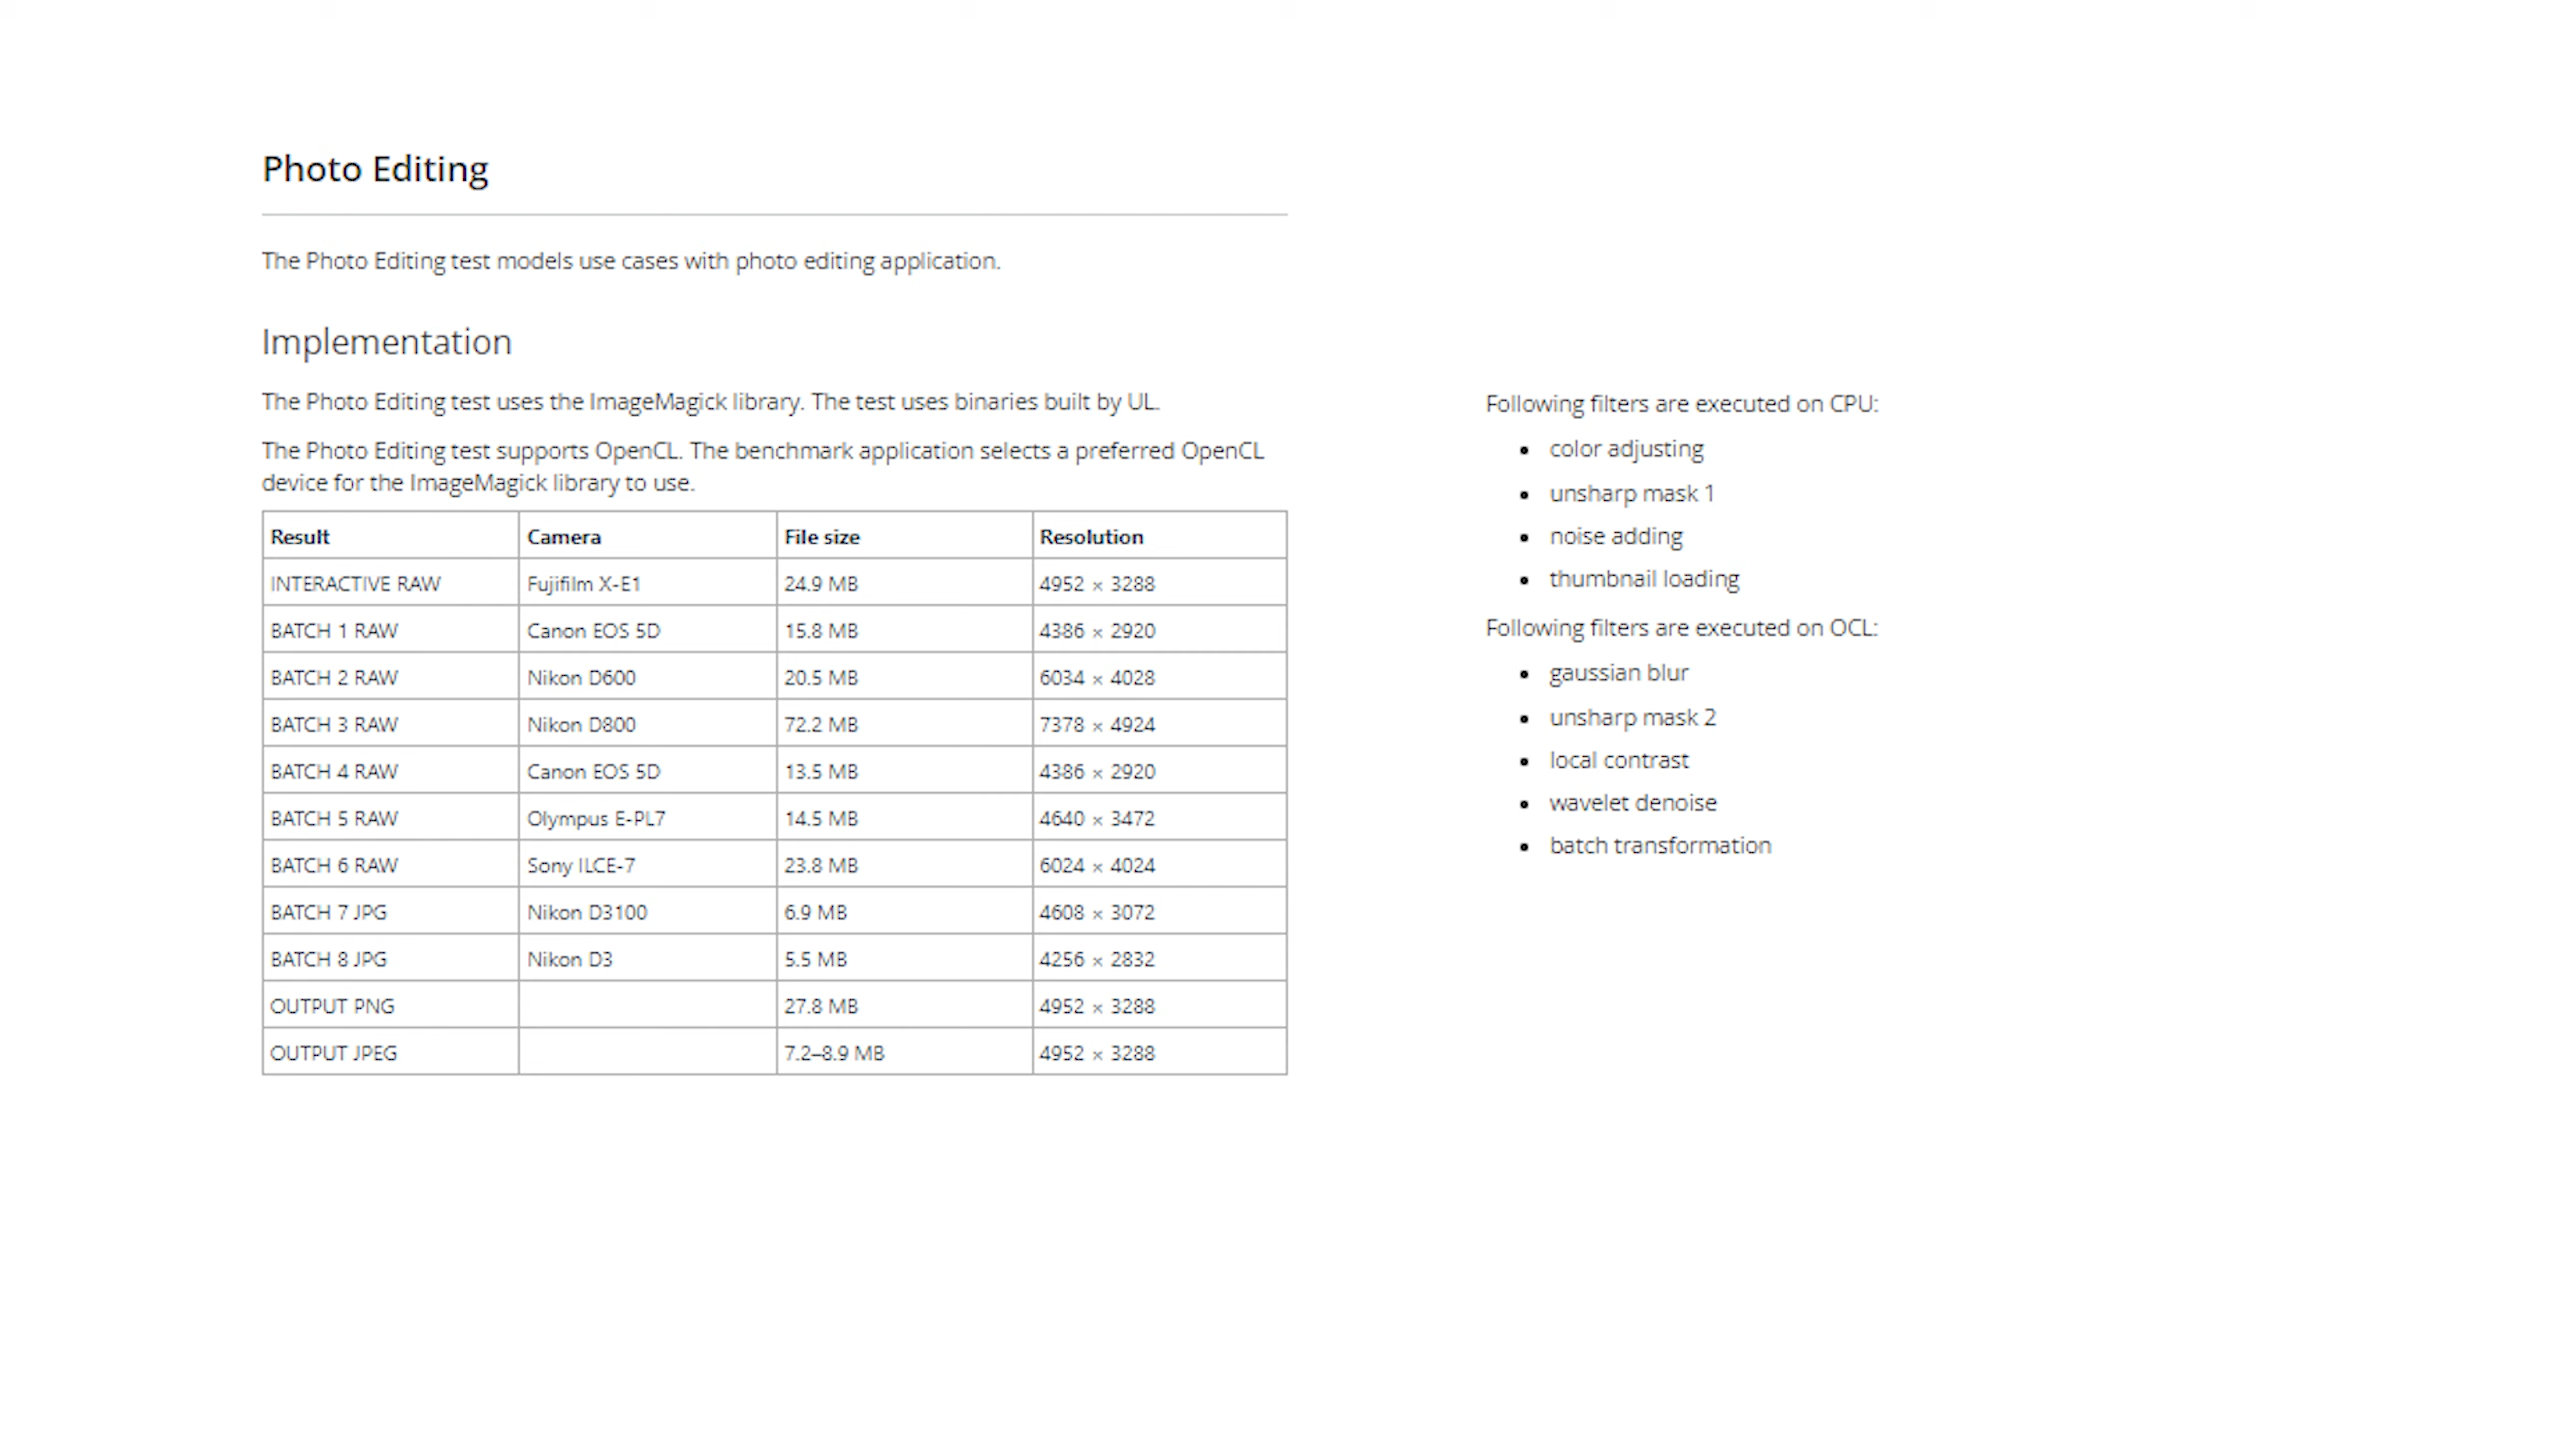 Photo Editing
The Photo Editing test models use cases with photo editing application.
Implementation
The Photo Editing test uses the ImageMagick library. The test uses binaries built by UL.
The Photo Editing test supports OpenCL. The benchmark application selects a preferred OpenCL
device for the ImageMagick library to use.
Result Camera File size Resolution
INTERACTIVE RAW Fujifilm X-E1 24.9 MB 4952 × 3288
BATCH 1 RAW Canon EOS 5D 15.8 MB 4386 × 2920
BATCH 2 RAW Nikon D600 20.5 MB 6034 × 4028
BATCH 3 RAW Nikon D800 72.2 MB 7378 × 4924
BATCH 4 RAW Canon EOS 5D 13.5 MB 4386 × 2920
BATCH 5 RAW Olympus E-PL7 14.5 MB 4640 × 3472
BATCH 6 RAW Sony ILCE-7 23.8 MB 6024 × 4024
BATCH 7 JPG Nikon D3100 6.9 MB 4608 × 3072
BATCH 8 JPG Nikon D3 5.5 MB 4256 × 2832
OUTPUT PNG 27.8 MB 4952 × 3288
OUTPUT JPEG 7.2–8.9 MB 4952 × 3288
Following filters are executed on CPU:
• color adjusting
• unsharp mask 1
• noise adding
• thumbnail loading
Following filters are executed on OCL:
• gaussian blur
• unsharp mask 2
• local contrast
• wavelet denoise
• batch transformation